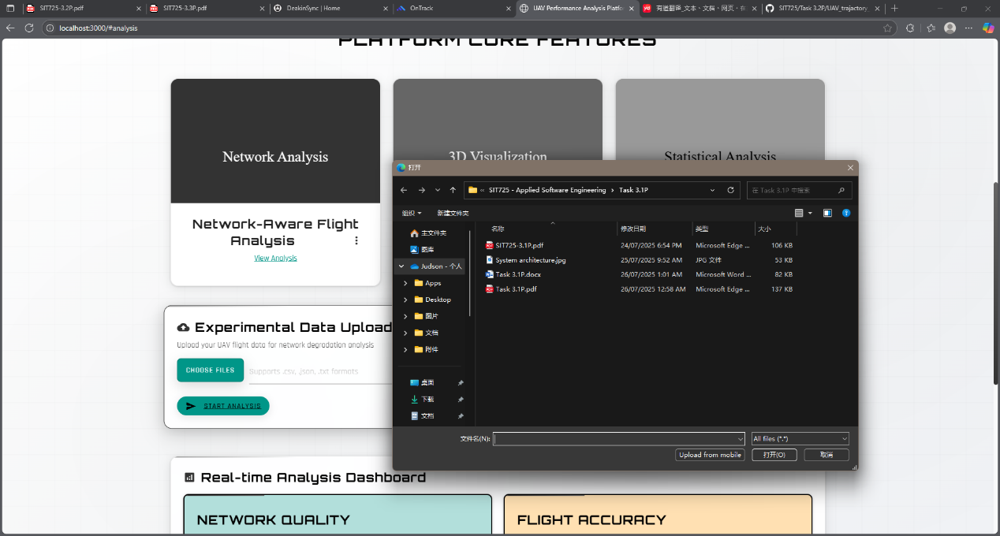 SIT725-3.2P.pdf
SIT725-3.3P.pdf
DeakinSync | Home
OnTrack
UAV Performance Analysis Platfo
有道翻译_文本、文档、网页、在
SIT725/Task 3.2P/UAV_trajactory_
localhost:3000/#analysis
PLATFORM CORE FEATURES
Network Analysis
3D Visualization
Statistical Analysis
Network-Aware Flight
Analysis
View Analysis
Experimental Data Upload
Upload your UAV flight data for network degradation analysis
CHOOSE FILES
Supports .csv, .json, .txt formats
START ANALYSIS
打开
« SIT725 - Applied Software Engineering › Task 3.1P
在 Task 3.1P 中搜索
组织
新建文件夹
主文件夹
图库
Judson - 个人
Apps
Desktop
图片
文档
附件
桌面
下载
文档
名称 修改日期 类型 大小
SIT725-3.1P.pdf 24/07/2025 6:54 PM Microsoft Edge ... 106 KB
System architecture.jpg 25/07/2025 9:52 AM JPG 文件 53 KB
Task 3.1P.docx 26/07/2025 1:01 AM Microsoft Word ... 82 KB
Task 3.1P.pdf 26/07/2025 12:58 AM Microsoft Edge ... 137 KB
文件名(N):
All files (*.*)
Upload from mobile
打开(O)
取消
Real-time Analysis Dashboard
NETWORK QUALITY
FLIGHT ACCURACY